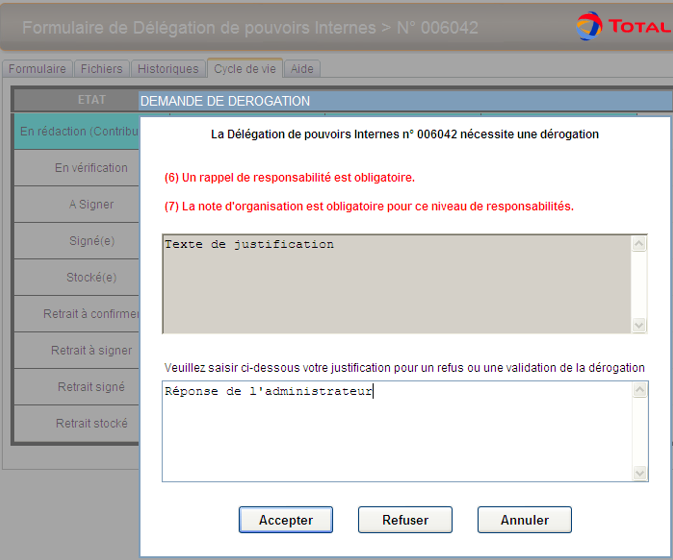 Formulaire de Délégation de pouvoirs Internes > N° 006042
TOTAL
Formulaire Fichiers Historiques Cycle de vie Aide
ETAT
DEMANDE DE DEROGATION
En rédaction (Contribu
En vérification
A Signer
Signé(e)
Stocké(e)
Retrait à confirmer
Retrait à signer
Retrait signé
Retrait stocké
La Délégation de pouvoirs Internes n° 006042 nécessite une dérogation
(6) Un rappel de responsabilité est obligatoire.
(7) La note d'organisation est obligatoire pour ce niveau de responsabilités.
Texte de justification
Veuillez saisir ci-dessous votre justification pour un refus ou une validation de la dérogation
Réponse de l'administrateur
Accepter Refuser Annuler